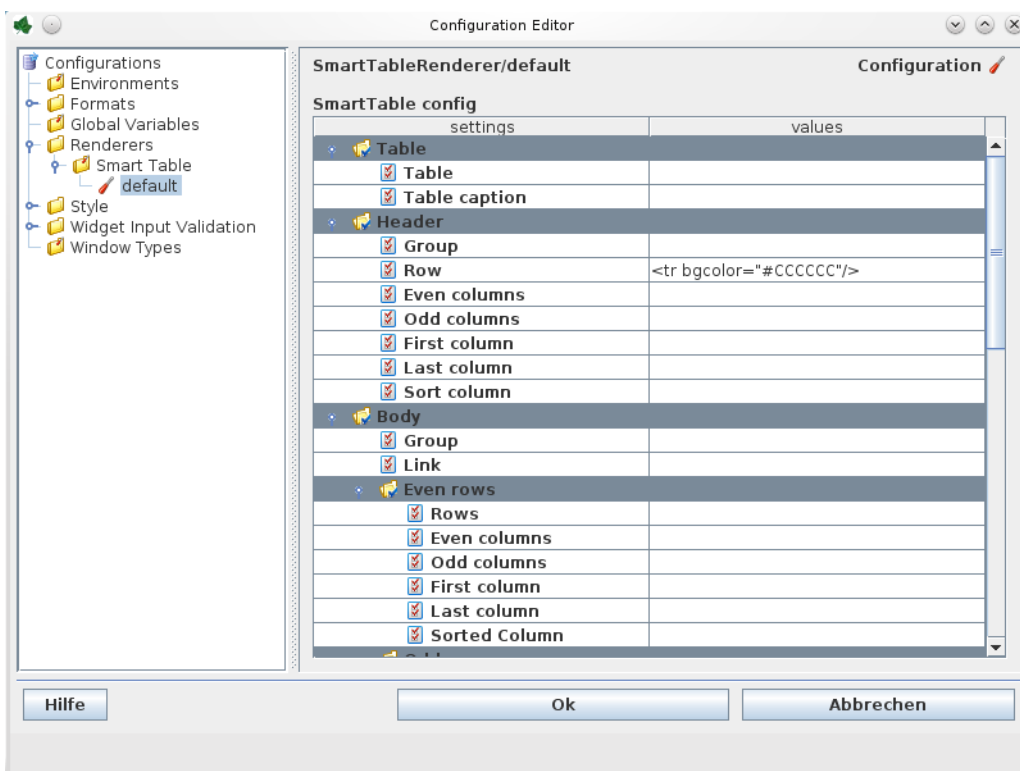 Configuration Editor
Configurations
Environments
Formats
Global Variables
Renderers
Smart Table
default
Style
Widget Input Validation
Window Types
SmartTableRenderer/default
Configuration
SmartTable config
settings values
Table
Table
Table caption
Header
Group
Row <tr bgcolor="#CCCCCC"/>
Even columns
Odd columns
First column
Last column
Sort column
Body
Group
Link
Even rows
Rows
Even columns
Odd columns
First column
Last column
Sorted Column
Hilfe
Ok
Abbrechen